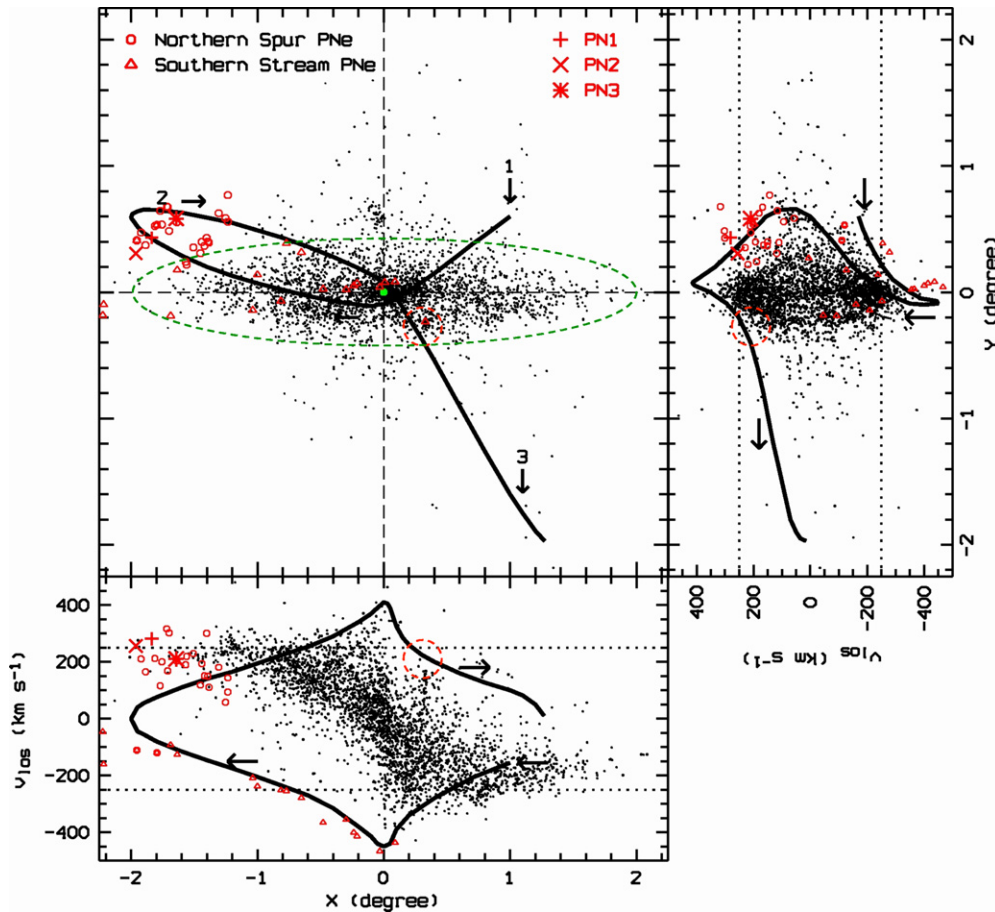 Northern Spur PNe
Southern Stream PNe
PN1
PN2
PN3
1
2
3
2
1
0
-1
-2
Y (degree)
400 200 0 -200 -400
V_los (km s^-1)
400
200
0
-200
-400
V_los (km s^-1)
-2 -1 0 1 2
X (degree)